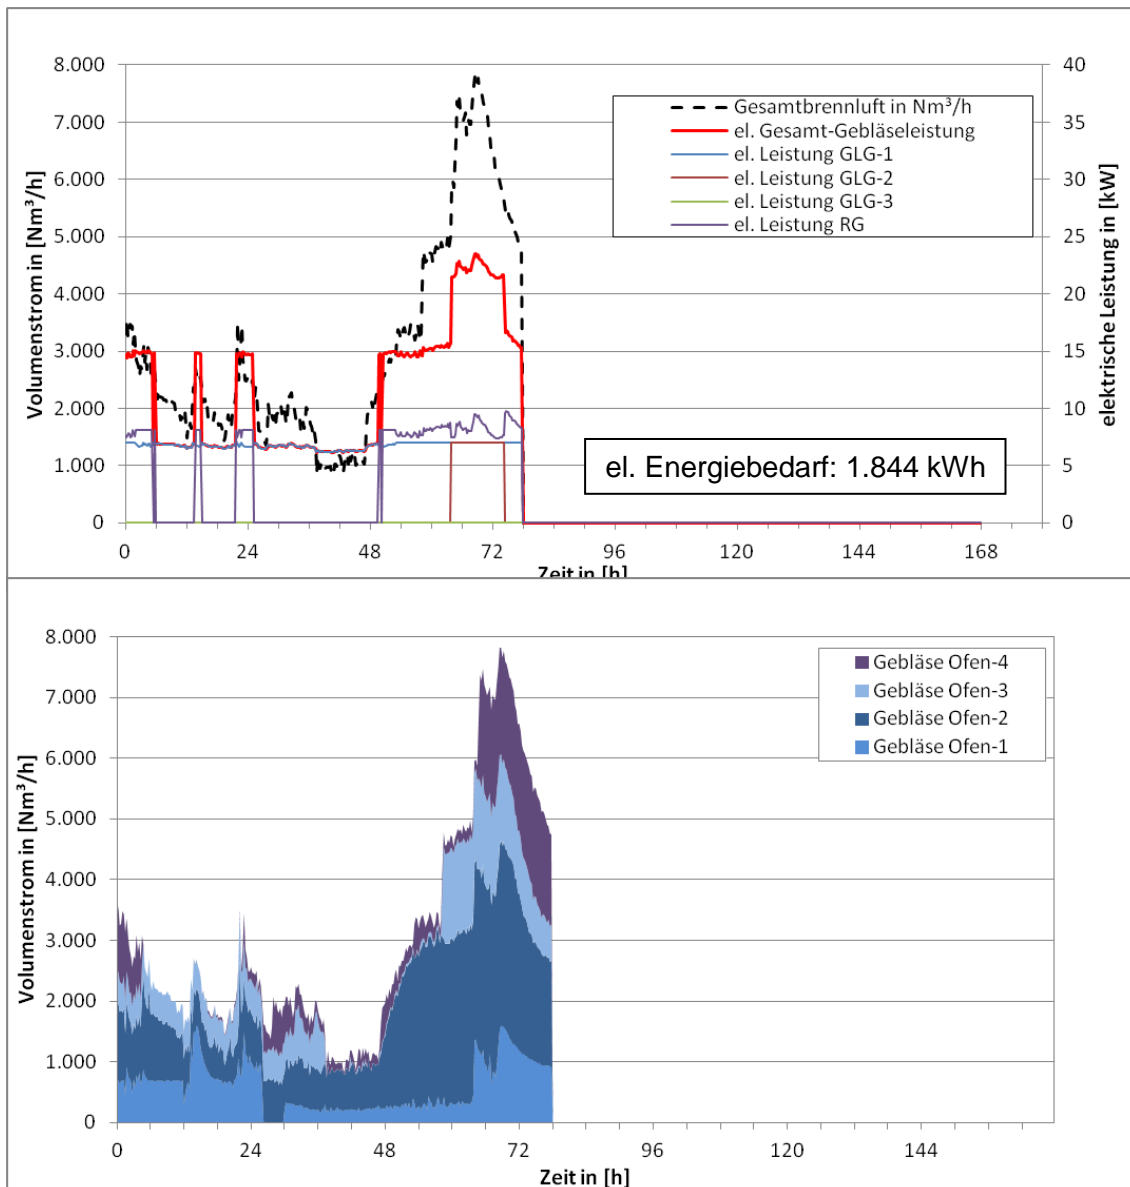 8.000
7.000
6.000
5.000
4.000
3.000
2.000
1.000
0
Volumenstrom in [Nm³/h]
40
35
30
25
20
15
10
5
0
elektrische Leistung in [kW]
Gesamtbrennluft in Nm³/h
el. Gesamt-Gebläseleistung
el. Leistung GLG-1
el. Leistung GLG-2
el. Leistung GLG-3
el. Leistung RG
el. Energiebedarf: 1.844 kWh
0 24 48 72 96 120 144 168
Zeit in [h]
8.000
7.000
6.000
5.000
4.000
3.000
2.000
1.000
0
Volumenstrom in [Nm³/h]
Gebläse Ofen-4
Gebläse Ofen-3
Gebläse Ofen-2
Gebläse Ofen-1
0 24 48 72 96 120 144
Zeit in [h]